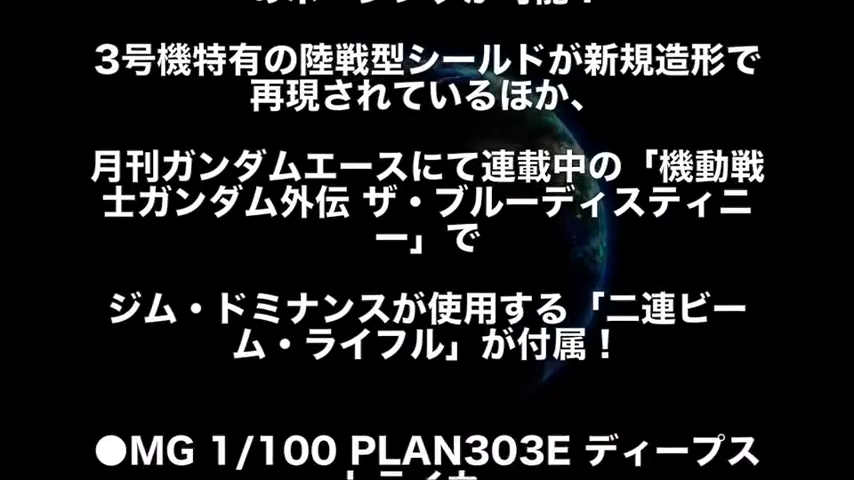 3号機特有の陸戦型シールドが新規造形で
再現されているほか、
月刊ガンダムエースにて連載中の「機動戦
士ガンダム外伝 ザ・ブルーディスティニ
ー」で
ジム・ドミナンスが使用する「二連ビー
ム・ライフル」が付属！
●MG 1/100 PLAN303E ディープス